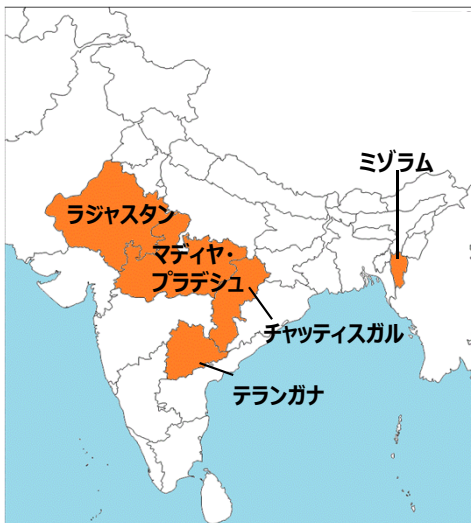 ミゾラム
ラジャスタン
マディヤ・
プラデシュ
チャッティスガル
テランガナ